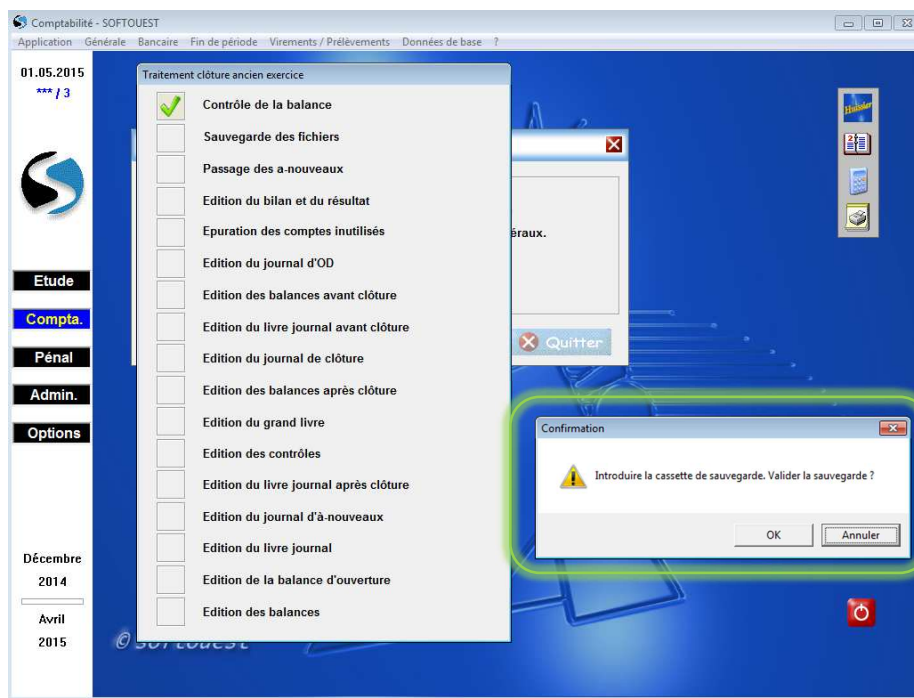 Comptabilité - SOFTOUEST
Application Générale Bancaire Fin de période Virements / Prélèvements Données de base ?
01.05.2015
*** / 3
Etude
Compta.
Pénal
Admin.
Options
Décembre
2014
Avril
2015
Traitement clôture ancien exercice
Contrôle de la balance
Sauvegarde des fichiers
Passage des a-nouveaux
Edition du bilan et du résultat
Epuration des comptes inutilisés
Edition du journal d'OD
Edition des balances avant clôture
Edition du livre journal avant clôture
Edition du journal de clôture
Edition des balances après clôture
Edition du grand livre
Edition des contrôles
Edition du livre journal après clôture
Edition du journal d'à-nouveaux
Edition du livre journal
Edition de la balance d'ouverture
Edition des balances
éraux.
Quitter
Huissier
Confirmation
Introduire la cassette de sauvegarde. Valider la sauvegarde ?
OK
Annuler
© softouest